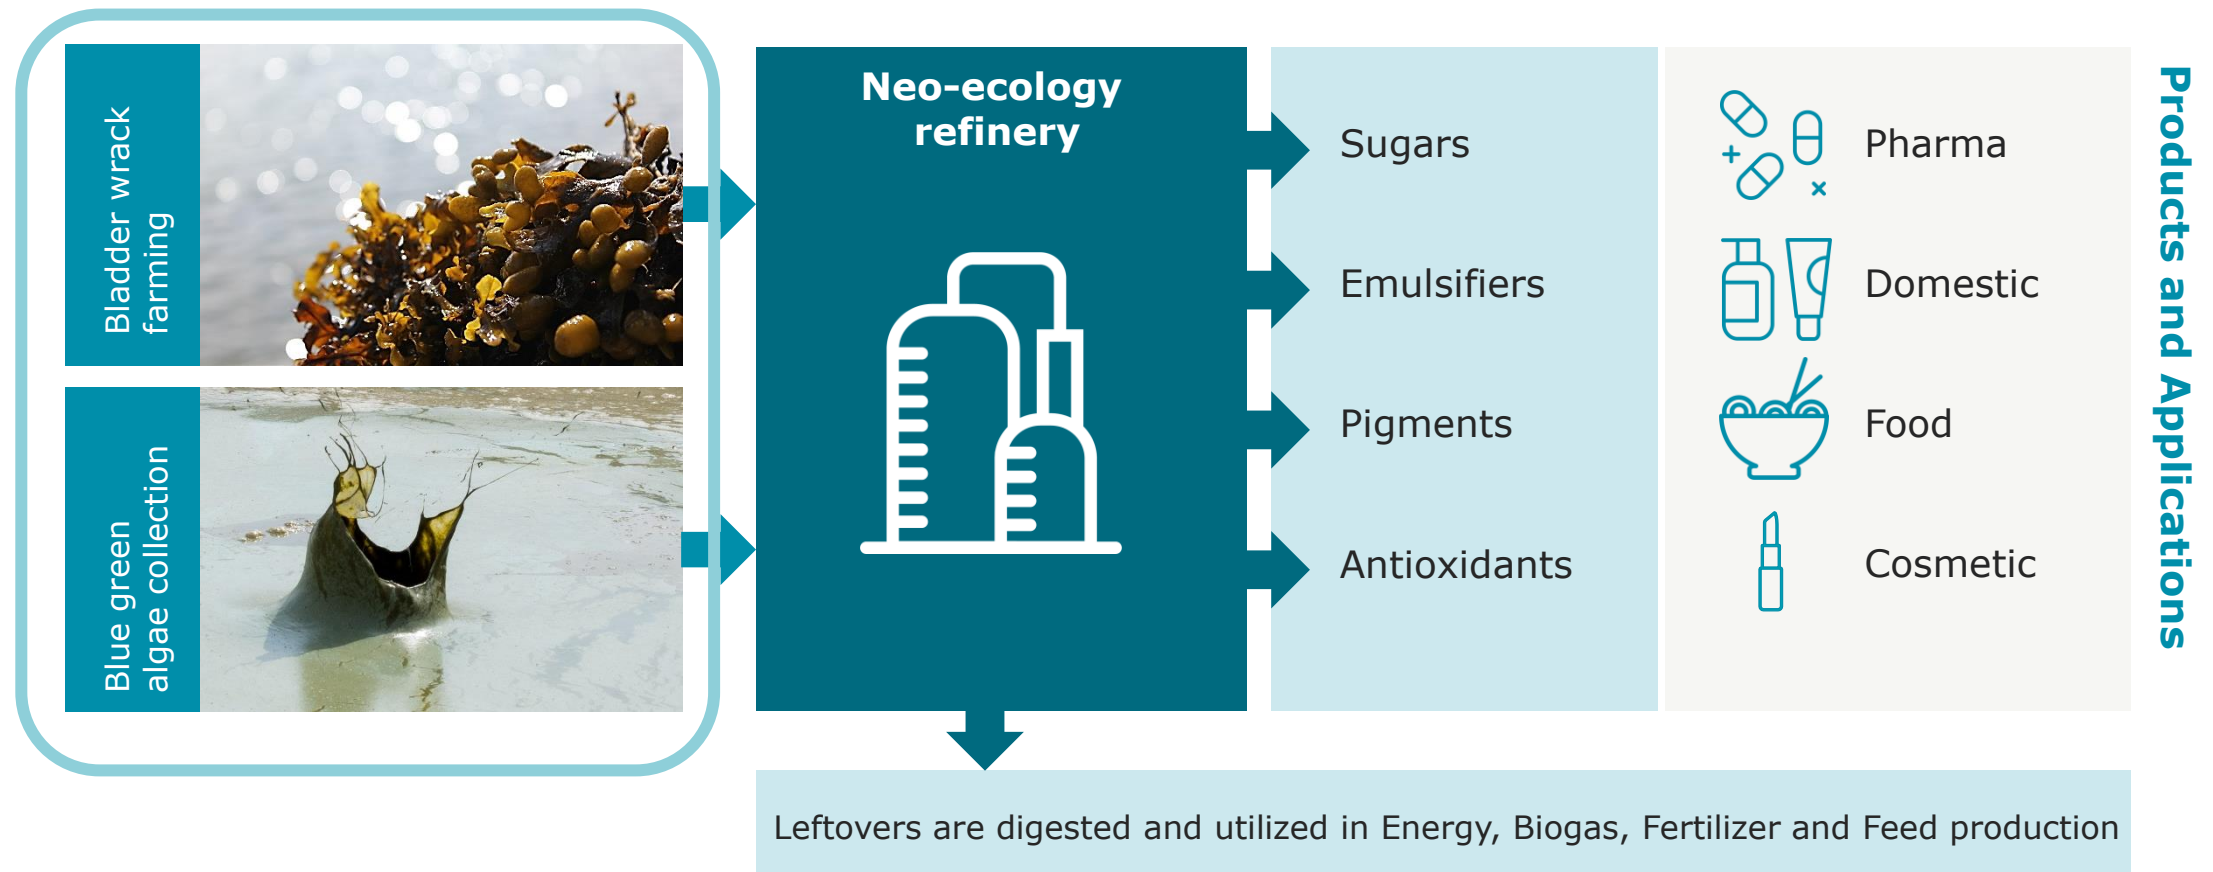 Bladder wrack
farming
Blue green
algae collection
Neo-ecology
refinery
Sugars
Emulsifiers
Pigments
Antioxidants
Pharma
Domestic
Food
Cosmetic
Products and Applications
Leftovers are digested and utilized in Energy, Biogas, Fertilizer and Feed production